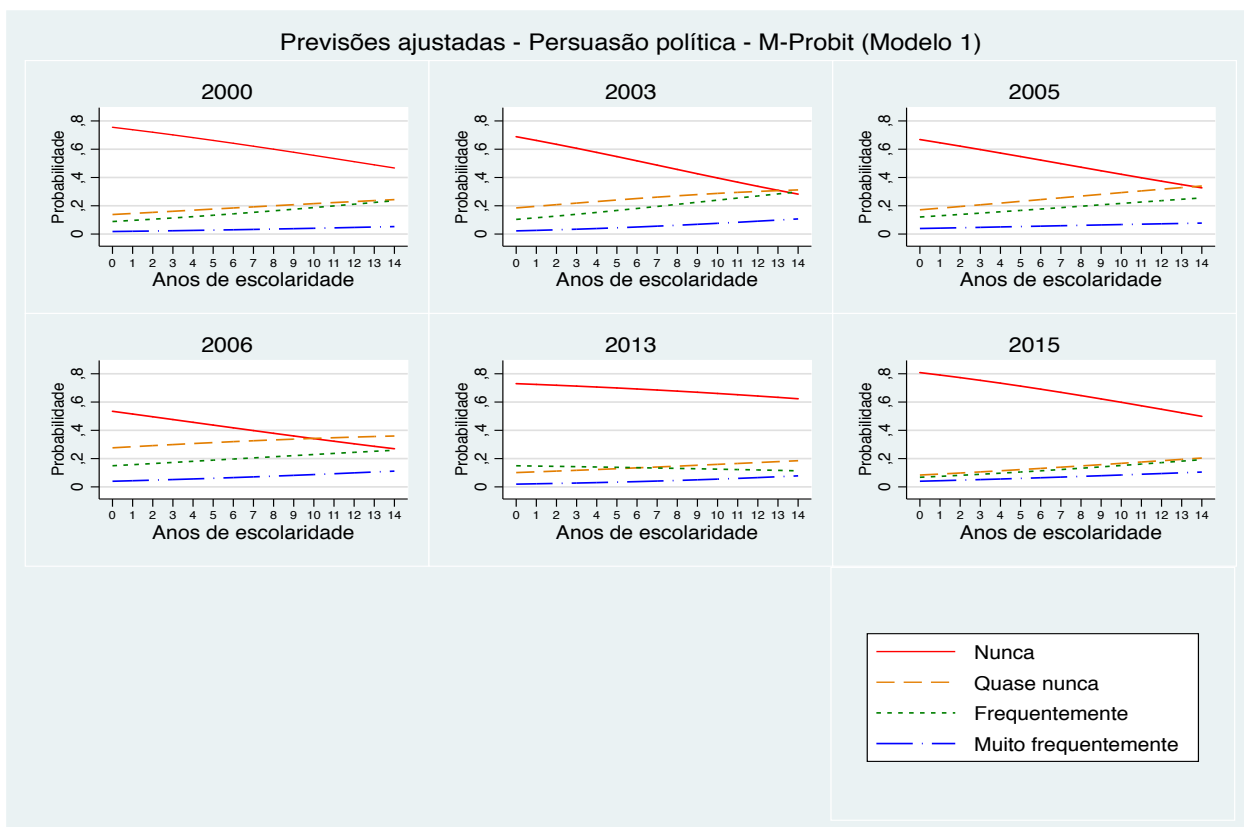 Previsões ajustadas - Persuasão política - M-Probit (Modelo 1)
2000
Probabilidade
,8
,6
,4
,2
0
0 1 2 3 4 5 6 7 8 9 10 11 12 13 14
Anos de escolaridade
2003
Probabilidade
,8
,6
,4
,2
0
0 1 2 3 4 5 6 7 8 9 10 11 12 13 14
Anos de escolaridade
2005
Probabilidade
,8
,6
,4
,2
0
0 1 2 3 4 5 6 7 8 9 10 11 12 13 14
Anos de escolaridade
2006
Probabilidade
,8
,6
,4
,2
0
0 1 2 3 4 5 6 7 8 9 10 11 12 13 14
Anos de escolaridade
2013
Probabilidade
,8
,6
,4
,2
0
0 1 2 3 4 5 6 7 8 9 10 11 12 13 14
Anos de escolaridade
2015
Probabilidade
,8
,6
,4
,2
0
0 1 2 3 4 5 6 7 8 9 10 11 12 13 14
Anos de escolaridade
Nunca
Quase nunca
Frequentemente
Muito frequentemente